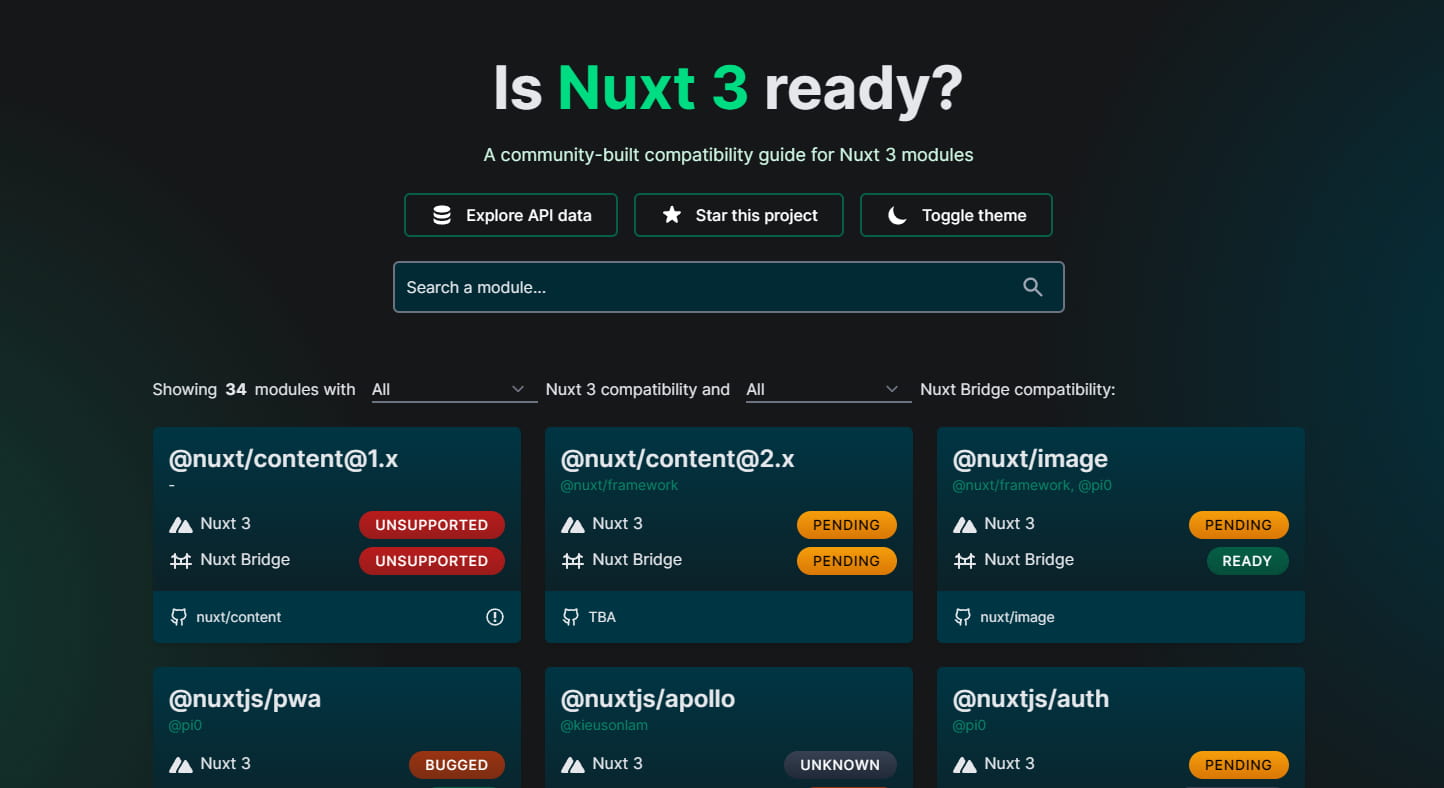 Is Nuxt 3 ready?
A community-built compatibility guide for Nuxt 3 modules
Explore API data Star this project Toggle theme
Search a module...
Showing 34 modules with All Nuxt 3 compatibility and All Nuxt Bridge compatibility:
@nuxt/content@1.x
-
Nuxt 3 UNSUPPORTED
Nuxt Bridge UNSUPPORTED
nuxt/content
@nuxt/content@2.x
@nuxt/framework
Nuxt 3 PENDING
Nuxt Bridge PENDING
TBA
@nuxt/image
@nuxt/framework, @pi0
Nuxt 3 PENDING
Nuxt Bridge READY
nuxt/image
@nuxtjs/pwa
@pi0
Nuxt 3 BUGGED
@nuxtjs/apollo
@kieusonlam
Nuxt 3 UNKNOWN
@nuxtjs/auth
@pi0
Nuxt 3 PENDING